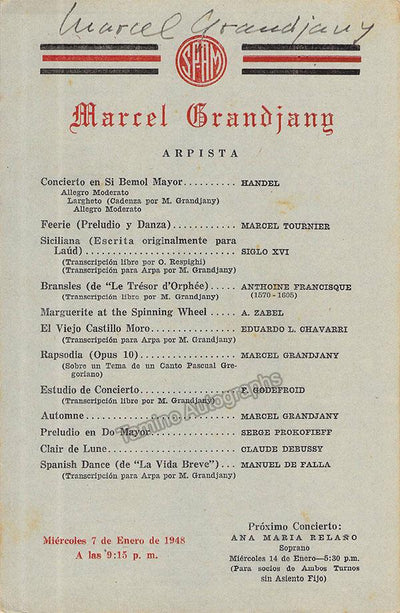 Marcel Grandjany
SPAM
Marcel Grandjany
ARPISTA
Concierto en Si Bemol Mayor.......... HANDEL
Allegro Moderato
Largheto (Cadenza por M. Grandjany)
Allegro Moderato
Feerie (Preludio y Danza)............ MARCEL TOURNIER
Siciliana (Escrita originalmente para
Laúd)................................ SIGLO XVI
(Transcripción libre por O. Respighi)
(Transcripción para Arpa por M. Grandjany)
Bransles (de "Le Trésor d'Orphée).... ANTHOINE FRANCISQUE
(Transcripción libre por M. Grandjany) (1570-1605)
Marguerite at the Spinning Wheel..... A. ZABEL
El Viejo Castillo Moro............... EDUARDO L. CHAVARRI
Rapsodia (Opus 10)................... MARCEL GRANDJANY
(Sobre un Tema de un Canto Pascual Gre-
goriano)
Estudio de Concierto................. F. GODEFROID
(Transcripción libre por M. Grandjany)
Automne.............................. MARCEL GRANDJANY
Preludio en Do Mayor................. SERGE PROKOFIEFF
Clair de Lune........................ CLAUDE DEBUSSY
Spanish Dance (de "La Vida Breve")... MANUEL DE FALLA
(Transcripción para Arpa por M. Grandjany)
Tamino Autographs
Miércoles 7 de Enero de 1948
A las 9:15 p. m.
Próximo Concierto:
ANA MARIA RELAÑO
Soprano
Miércoles 14 de Enero—5:30 p.m.
(Para socios de Ambos Turnos
sin Asiento Fijo)